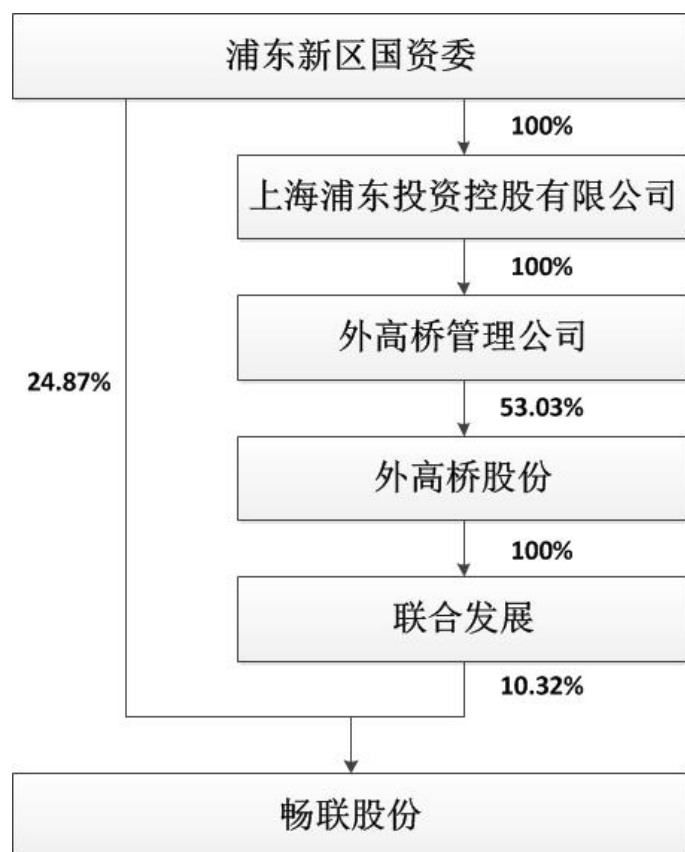 浦东新区国资委
100%
上海浦东投资控股有限公司
100%
外高桥管理公司
24.87%
53.03%
外高桥股份
100%
联合发展
10.32%
畅联股份